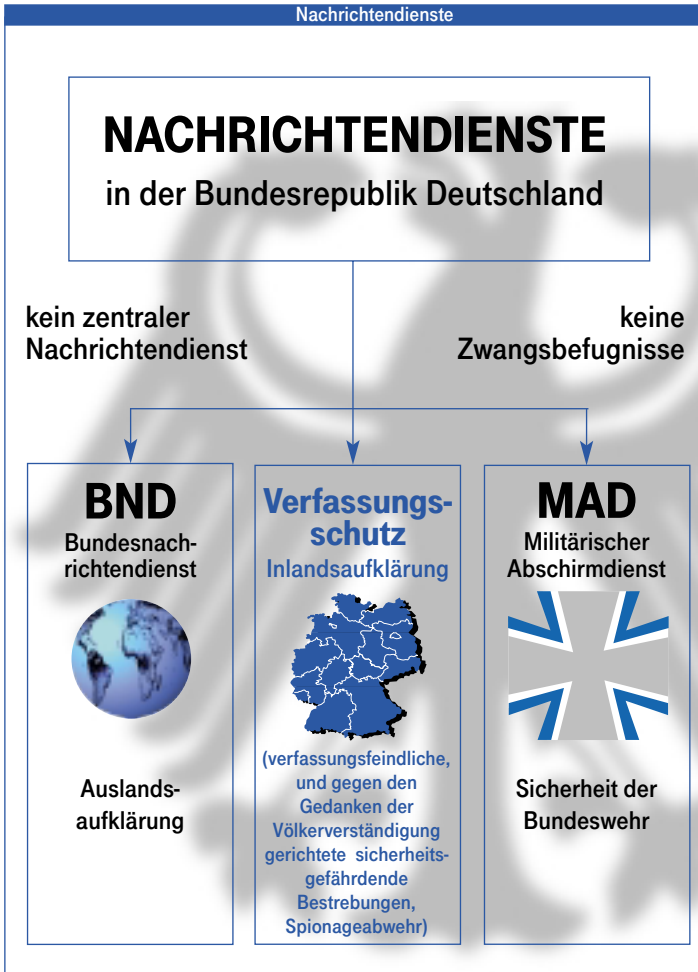 Nachrichtendienste
NACHRICHTENDIENSTE
in der Bundesrepublik Deutschland
kein zentraler
Nachrichtendienst
keine
Zwangsbefugnisse
BND
Bundesnach-
richtendienst
Auslands-
aufklärung
Verfassungs-
schutz
Inlandsaufklärung
(verfassungsfeindliche,
und gegen den
Gedanken der
Völkerverständigung
gerichtete sicherheits-
gefährdende
Bestrebungen,
Spionageabwehr)
MAD
Militärischer
Abschirmdienst
Sicherheit der
Bundeswehr